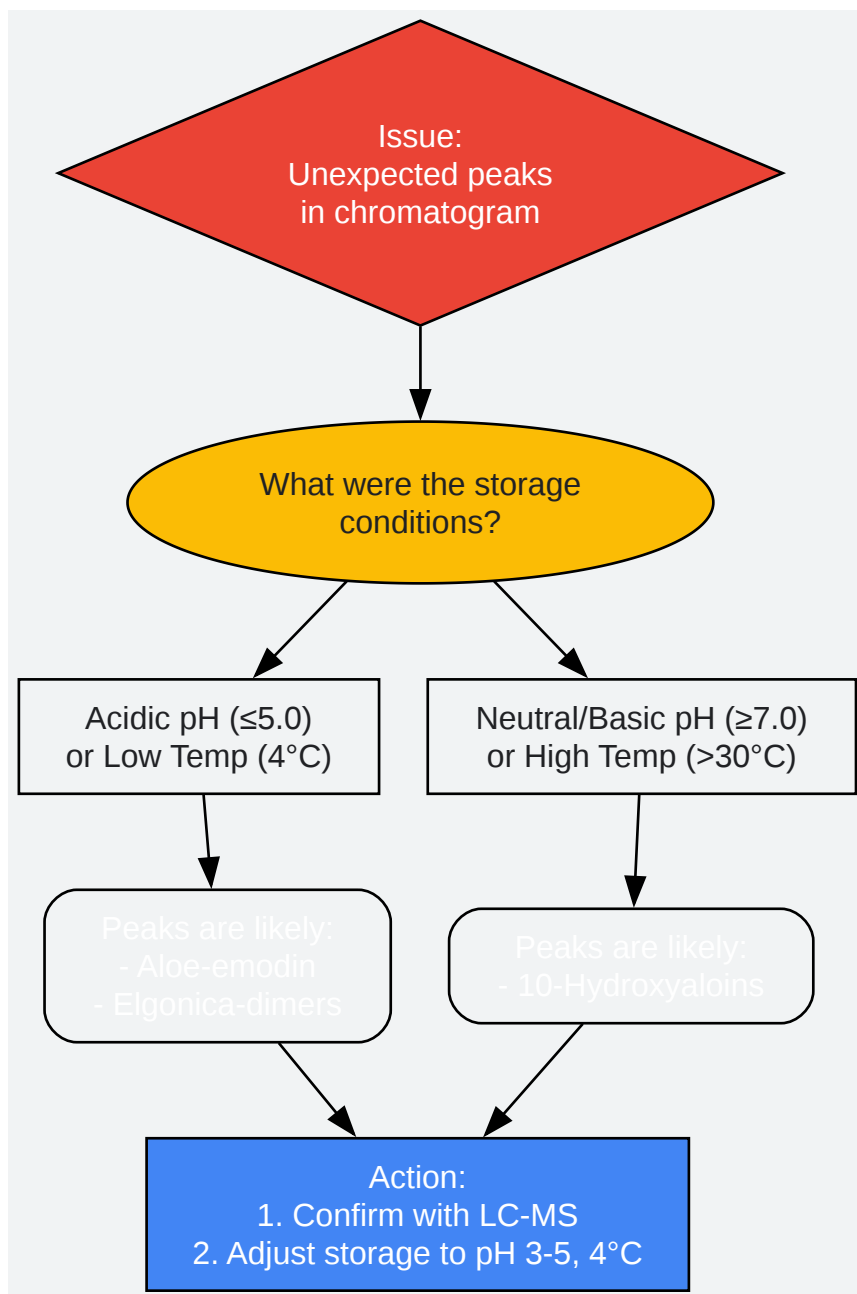 Issue:
Unexpected peaks
in chromatogram
What were the storage
conditions?
Acidic pH (≤5.0)
or Low Temp (4°C)
Neutral/Basic pH (≥7.0)
or High Temp (>30°C)
Peaks are likely:
- Aloe-emodin
- Elgonica-dimers
Peaks are likely:
- 10-Hydroxyaloins
Action:
1. Confirm with LC-MS
2. Adjust storage to pH 3-5, 4°C